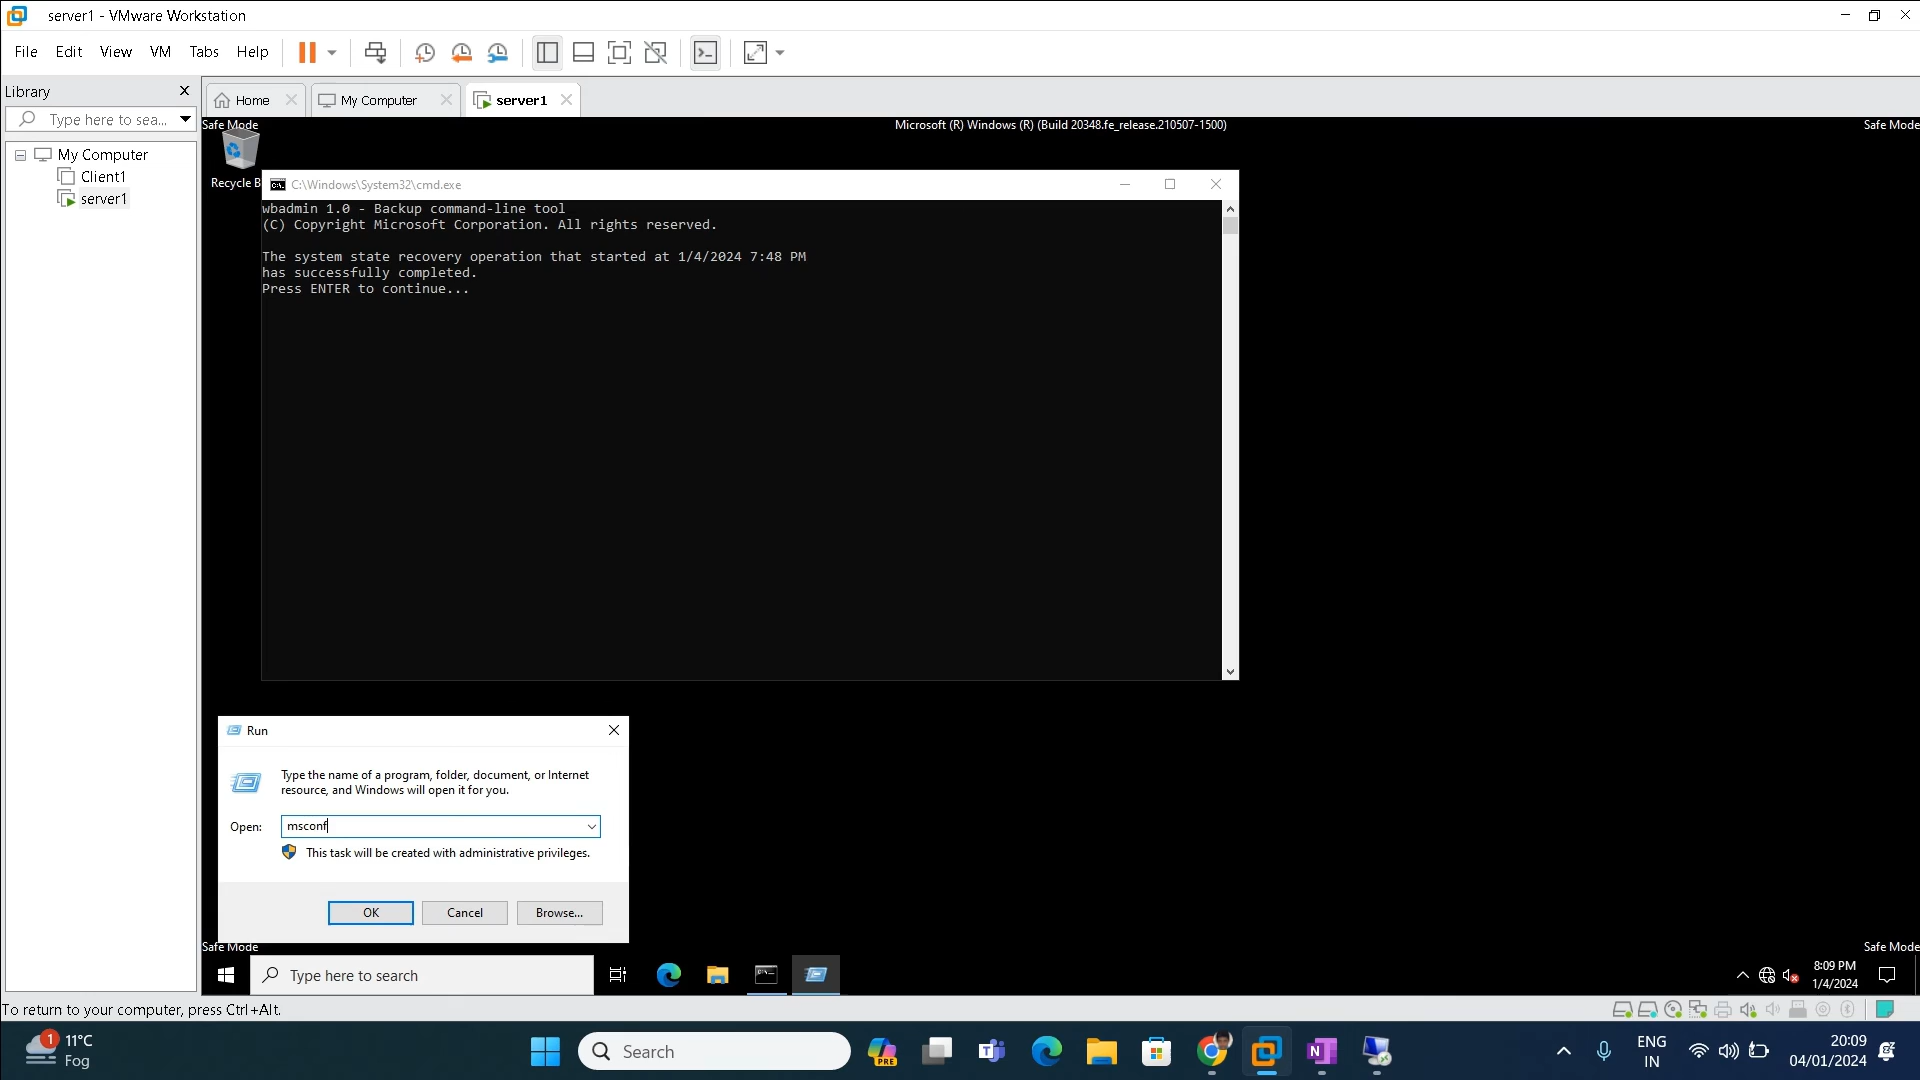 server1 - VMware Workstation
File Edit View VM Tabs Help
Library
Type here to sea...
My Computer
Client1
server1
Home
My Computer
server1
Safe Mode
Microsoft (R) Windows (R) (Build 20348.fe_release.210507-1500)
Safe Mode
Recycle B
C:\Windows\System32\cmd.exe
wbadmin 1.0 - Backup command-line tool
(C) Copyright Microsoft Corporation. All rights reserved.
The system state recovery operation that started at 1/4/2024 7:48 PM
has successfully completed.
Press ENTER to continue...
Run
Type the name of a program, folder, document, or Internet
resource, and Windows will open it for you.
Open: msconf
This task will be created with administrative privileges.
OK Cancel Browse...
Safe Mode
Safe Mode
Type here to search
8:09 PM
1/4/2024
To return to your computer, press Ctrl+Alt.
1
11°C
Fog
Search
PRE
ENG
IN
20:09
04/01/2024